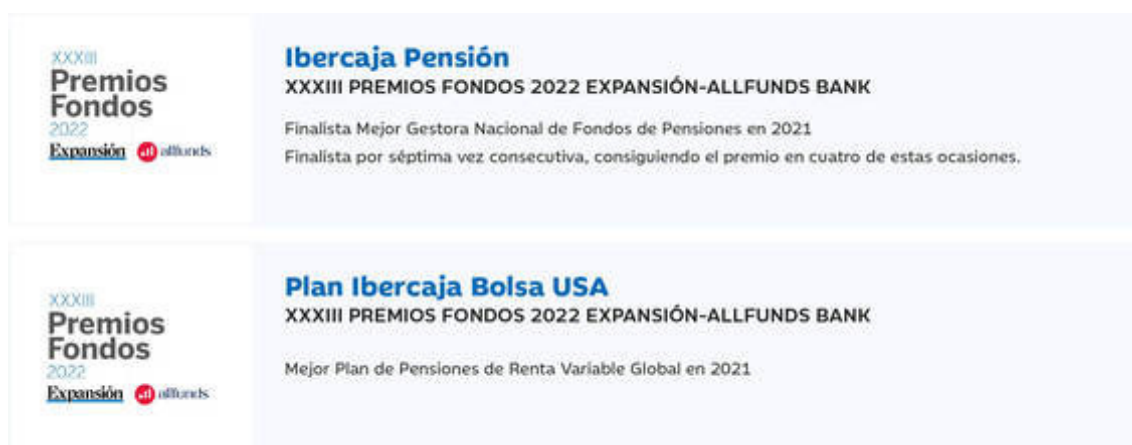 XXXIII
Premios
Fondos
2022
Expansión allfunds
Ibercaja Pensión
XXXIII PREMIOS FONDOS 2022 EXPANSIÓN-ALLFUNDS BANK
Finalista Mejor Gestora Nacional de Fondos de Pensiones en 2021
Finalista por séptima vez consecutiva, consiguiendo el premio en cuatro de estas ocasiones.
XXXIII
Premios
Fondos
2022
Expansión allfunds
Plan Ibercaja Bolsa USA
XXXIII PREMIOS FONDOS 2022 EXPANSIÓN-ALLFUNDS BANK
Mejor Plan de Pensiones de Renta Variable Global en 2021